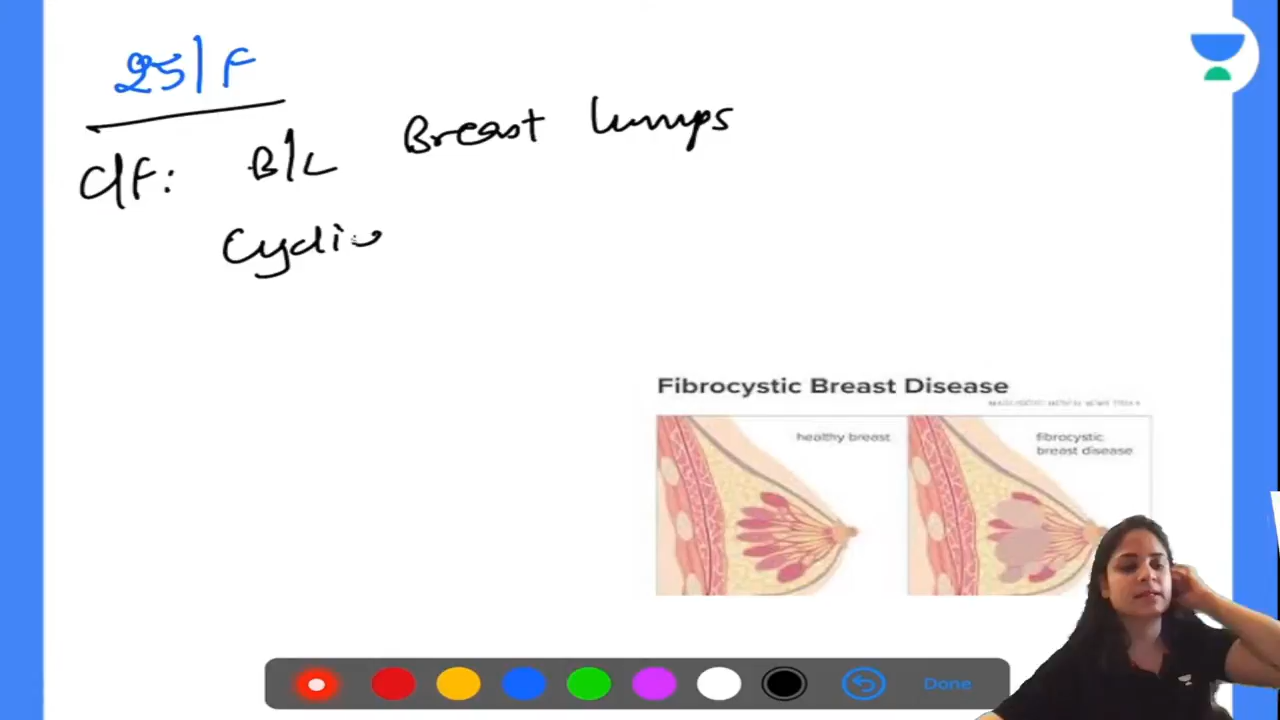 25/F
C/F: B/L Breast lumps
Cyclic
Fibrocystic Breast Disease
healthy breast
fibrocystic
breast disease
Done